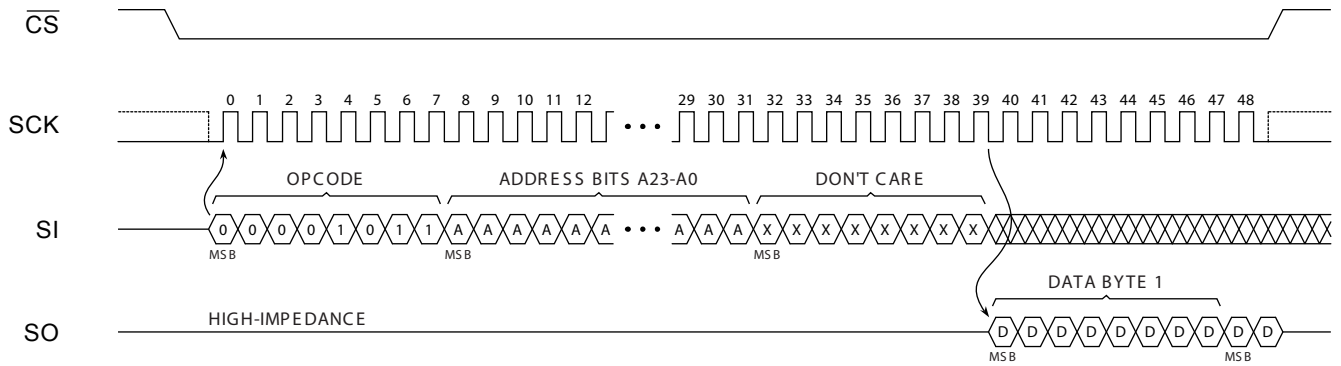 CS
SCK
0 1 2 3 4 5 6 7 8 9 10 11 12 • • • 29 30 31 32 33 34 35 36 37 38 39 40 41 42 43 44 45 46 47 48
OPCODE ADDRESS BITS A23-A0 DON'T CARE
SI 0 0 0 0 1 0 1 1 A A A A A A • • • A A A X X X X X X X X
MSB MSB MSB
DATA BYTE 1
SO HIGH-IMPEDANCE D D D D D D D D D D
MSB MSB